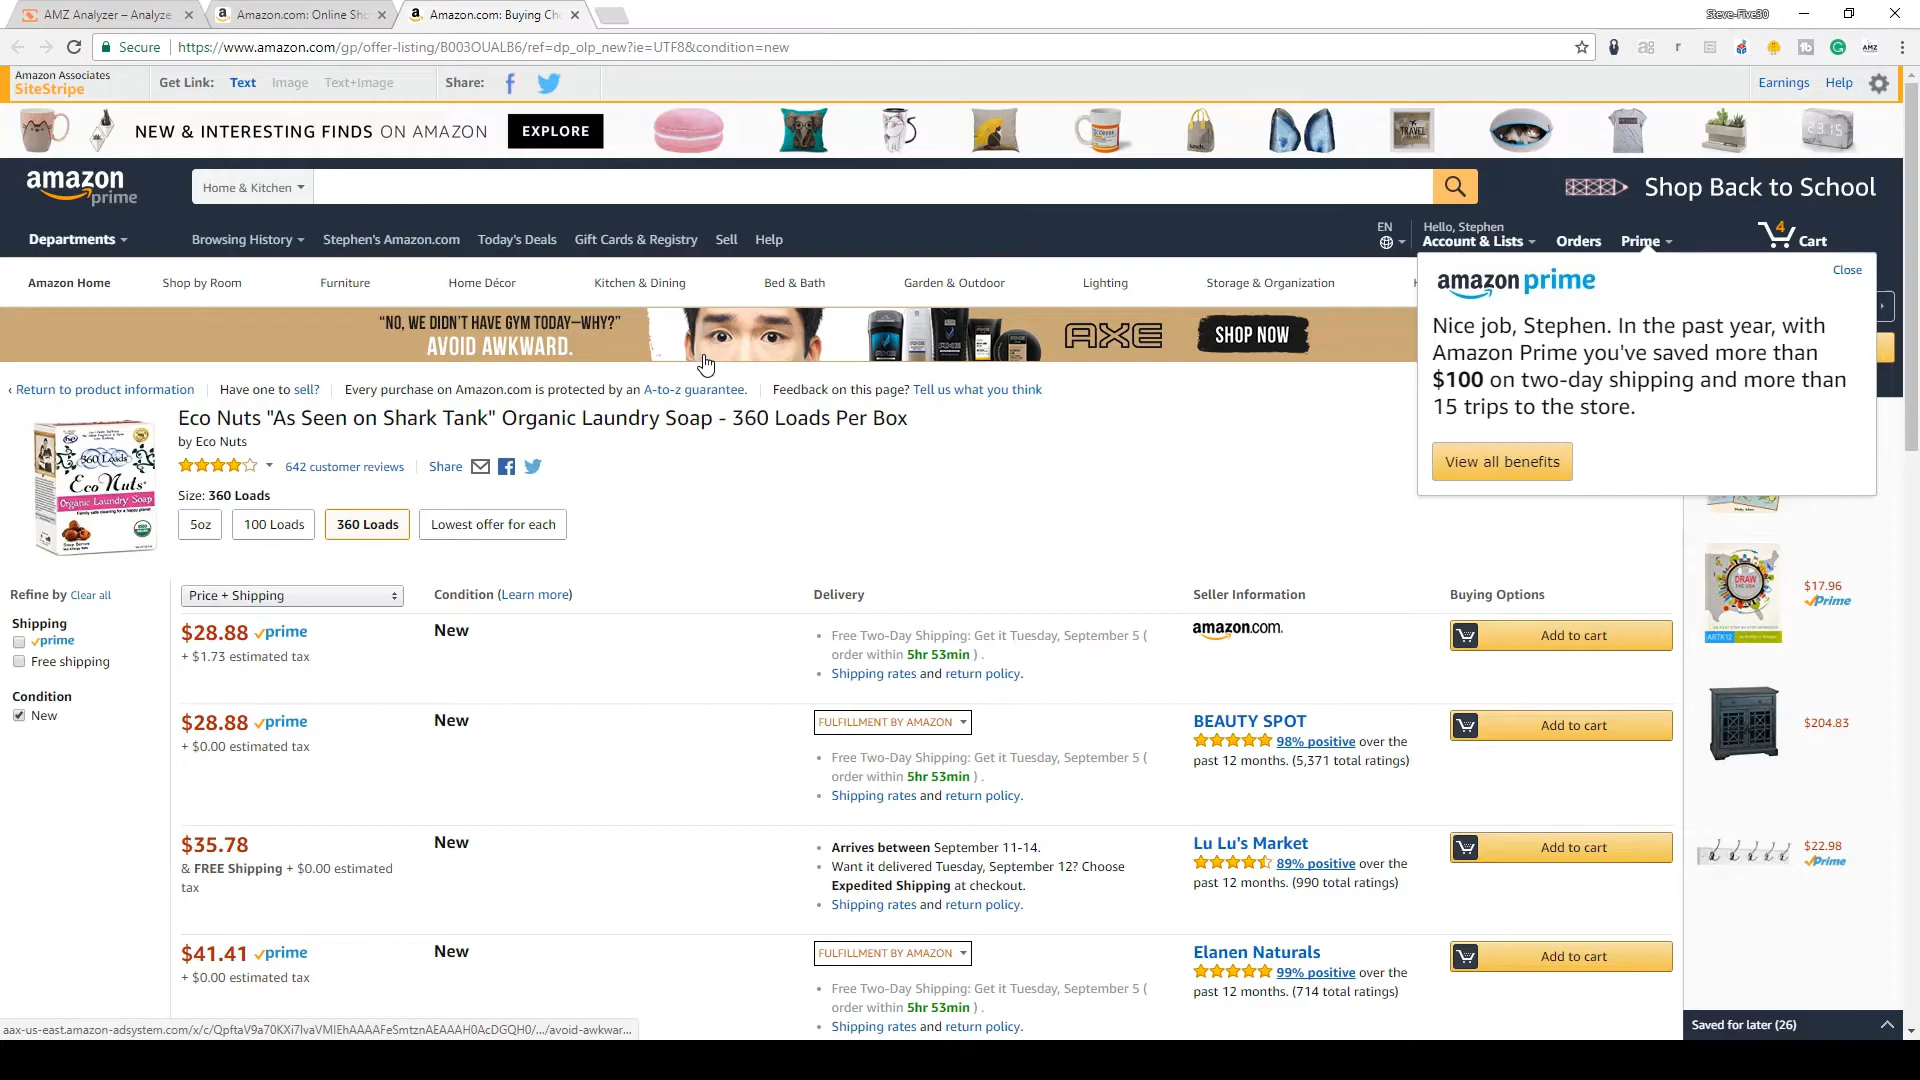 AMZ Analyzer – Analyze
Amazon.com: Online Sho
Amazon.com: Buying Ch
Steve-Five30
Secure
https://www.amazon.com/gp/offer-listing/B003OUALB6/ref=dp_olp_new?ie=UTF8&condition=new
Amazon Associates
SiteStripe
Get Link: Text Image Text+Image
Share:
Earnings Help
NEW & INTERESTING FINDS ON AMAZON
EXPLORE
lunch.
TRAVEL
2315
amazon
prime
Home & Kitchen
Shop Back to School
Departments
Browsing History
Stephen's Amazon.com
Today's Deals
Gift Cards & Registry
Sell
Help
EN
Hello, Stephen
Account & Lists
Orders
Prime
4
Cart
Amazon Home
Shop by Room
Furniture
Home Décor
Kitchen & Dining
Bed & Bath
Garden & Outdoor
Lighting
Storage & Organization
amazon prime
Close
Nice job, Stephen. In the past year, with
Amazon Prime you've saved more than
$100 on two-day shipping and more than
15 trips to the store.
View all benefits
"NO, WE DIDN'T HAVE GYM TODAY—WHY?"
AVOID AWKWARD.
AXE
SHOP NOW
‹ Return to product information
Have one to sell?
Every purchase on Amazon.com is protected by an A-to-z guarantee.
Feedback on this page? Tell us what you think
Eco Nuts "As Seen on Shark Tank" Organic Laundry Soap - 360 Loads Per Box
by Eco Nuts
642 customer reviews
Share
Size: 360 Loads
5oz
100 Loads
360 Loads
Lowest offer for each
360 Loads
Eco Nuts
Organic Laundry Soap
Refine by Clear all
Shipping
prime
Free shipping
Condition
New
Price + Shipping
Condition (Learn more)
Delivery
Seller Information
Buying Options
$28.88 prime
+ $1.73 estimated tax
New
Free Two-Day Shipping: Get it Tuesday, September 5 (
order within 5hr 53min ) .
Shipping rates and return policy.
amazon.com.
Add to cart
$28.88 prime
+ $0.00 estimated tax
New
FULFILLMENT BY AMAZON
Free Two-Day Shipping: Get it Tuesday, September 5 (
order within 5hr 53min ) .
Shipping rates and return policy.
BEAUTY SPOT
98% positive over the
past 12 months. (5,371 total ratings)
Add to cart
$35.78
& FREE Shipping + $0.00 estimated
tax
New
Arrives between September 11-14.
Want it delivered Tuesday, September 12? Choose
Expedited Shipping at checkout.
Shipping rates and return policy.
Lu Lu's Market
89% positive over the
past 12 months. (990 total ratings)
Add to cart
$41.41 prime
+ $0.00 estimated tax
New
FULFILLMENT BY AMAZON
Free Two-Day Shipping: Get it Tuesday, September 5 (
order within 5hr 53min ) .
Shipping rates and return policy.
Elanen Naturals
99% positive over the
past 12 months. (714 total ratings)
Add to cart
DRAW
THE USA
ARTK12
$17.96
Prime
$204.83
$22.98
Prime
Saved for later (26)
aax-us-east.amazon-adsystem.com/x/c/QpftaV9a70KXi7IvaVMIEhAAAAFeSmtznAEAAAH0AcDGQH0/.../avoid-awkwar...